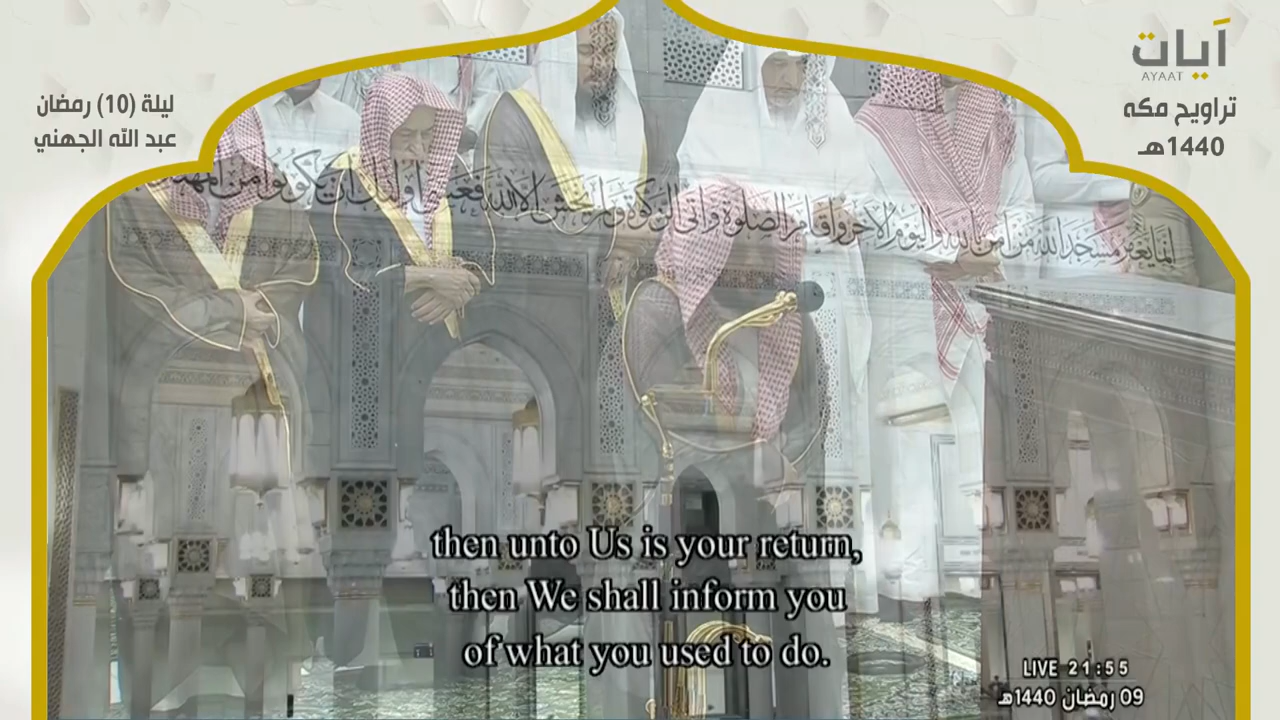 آيات
AYAAT
تراويح مكه
1440هـ
ليلة (10) رمضان
عبد الله الجهني
إنما يعمر مسجد الله من آمن بالله واليوم الآخر وأقام الصلوة وآتى الزكوة ولم يخش إلا الله فعسى أولئك أن يكونوا من المهتدين
then unto Us is your return,
then We shall inform you
of what you used to do.
LIVE 21:55
09 رمضان 1440هـ